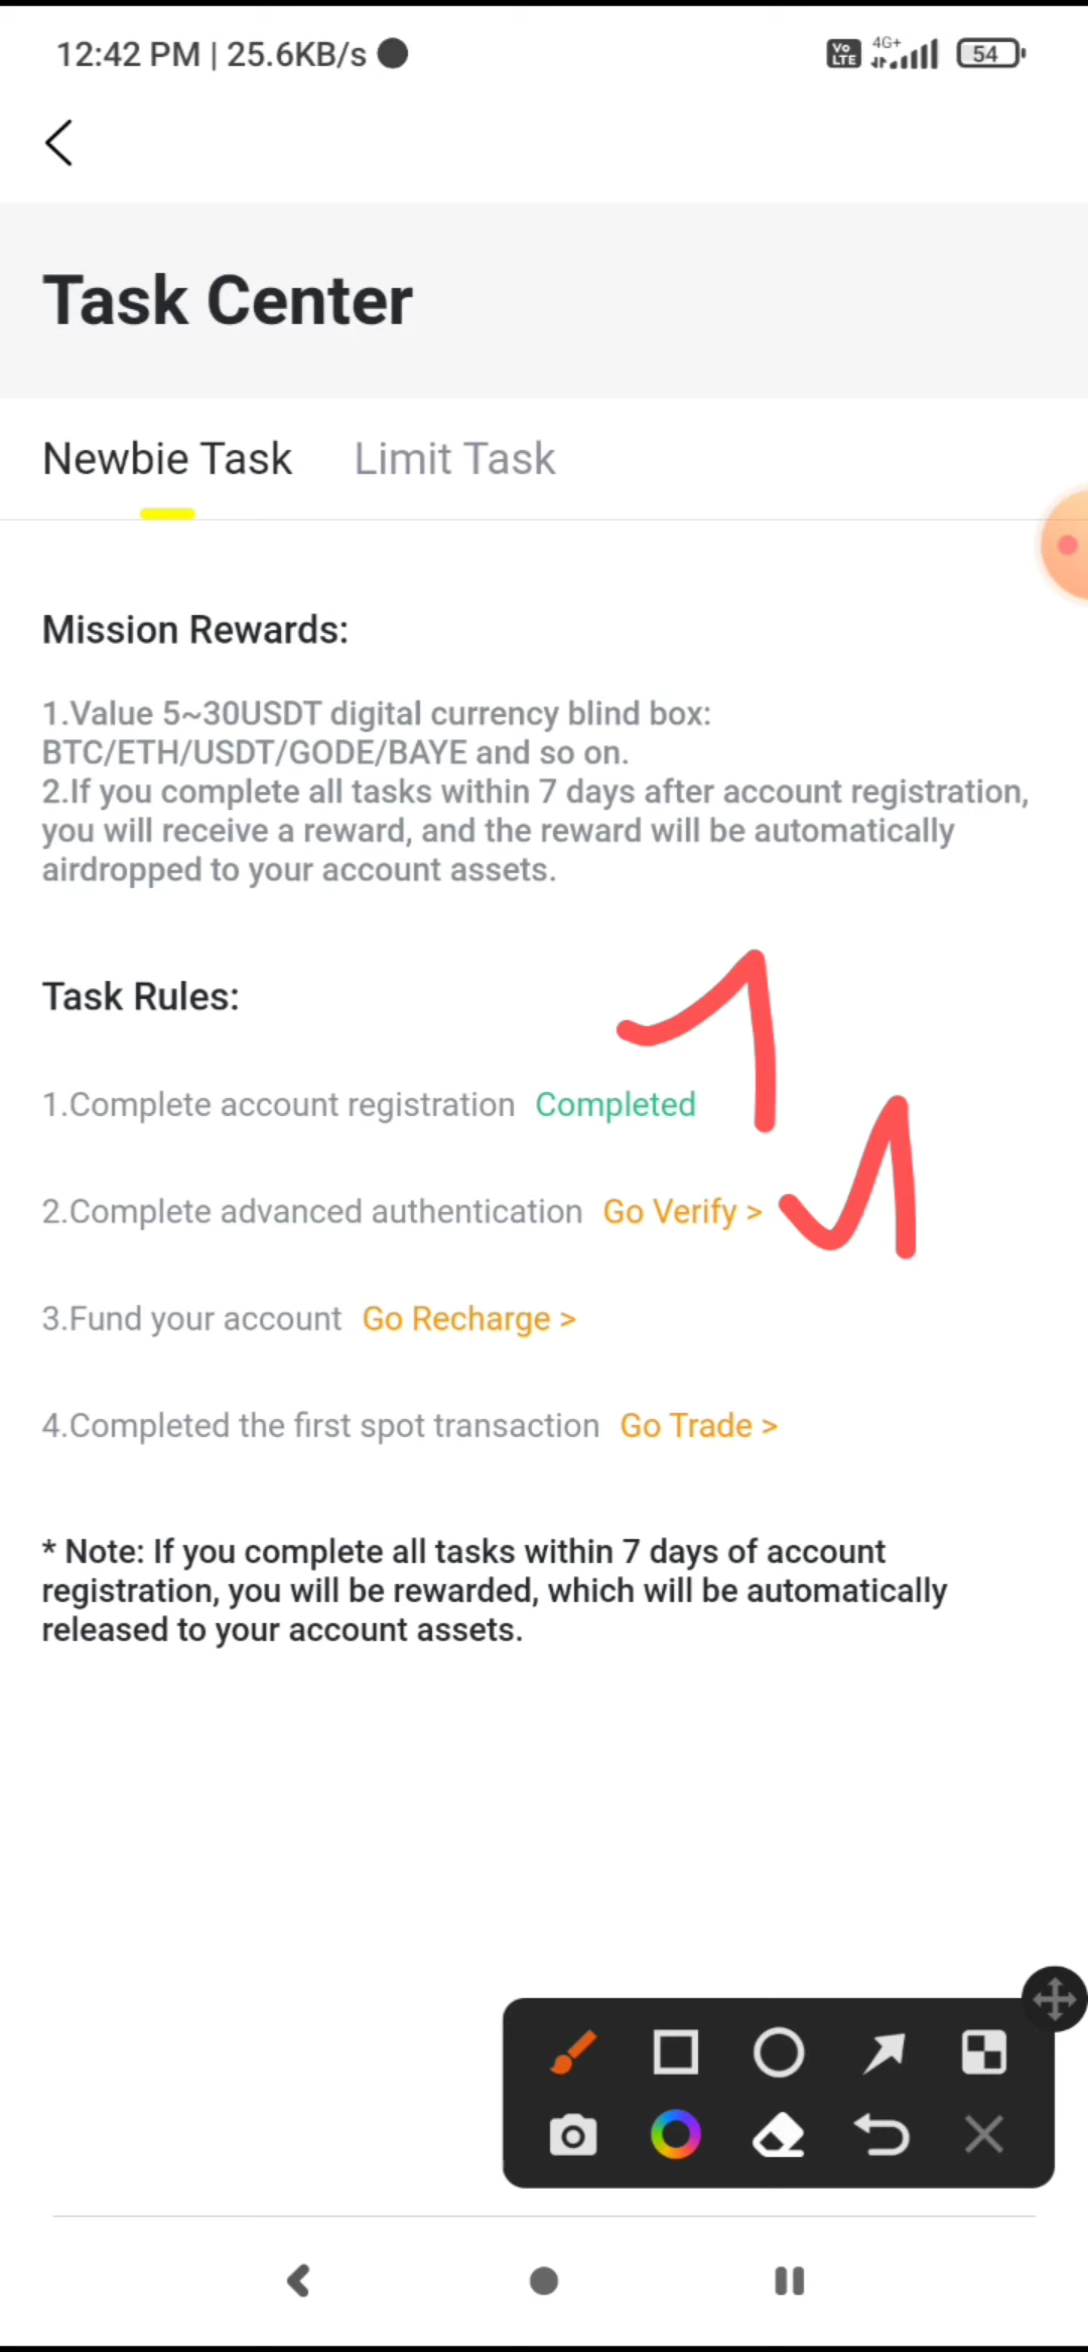 12:42 PM | 25.6KB/s
Vo LTE 4G+ 54
Task Center
Newbie Task Limit Task
Mission Rewards:
1.Value 5~30USDT digital currency blind box:
BTC/ETH/USDT/GODE/BAYE and so on.
2.If you complete all tasks within 7 days after account registration,
you will receive a reward, and the reward will be automatically
airdropped to your account assets.
Task Rules:
1.Complete account registration Completed
2.Complete advanced authentication Go Verify >
3.Fund your account Go Recharge >
4.Completed the first spot transaction Go Trade >
* Note: If you complete all tasks within 7 days of account
registration, you will be rewarded, which will be automatically
released to your account assets.